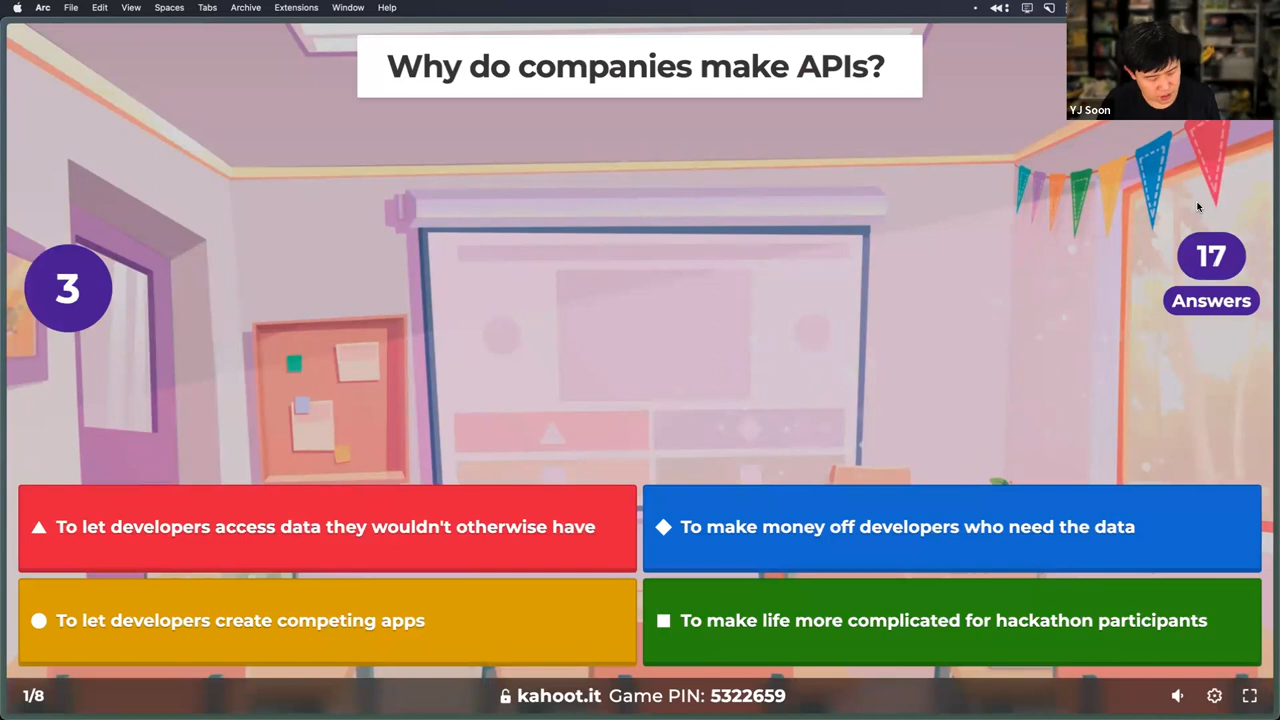 Arc File Edit View Spaces Tabs Archive Extensions Window Help
Why do companies make APIs?
YJ Soon
3
17
Answers
To let developers access data they wouldn't otherwise have
To make money off developers who need the data
To let developers create competing apps
To make life more complicated for hackathon participants
1/8
kahoot.it Game PIN: 5322659